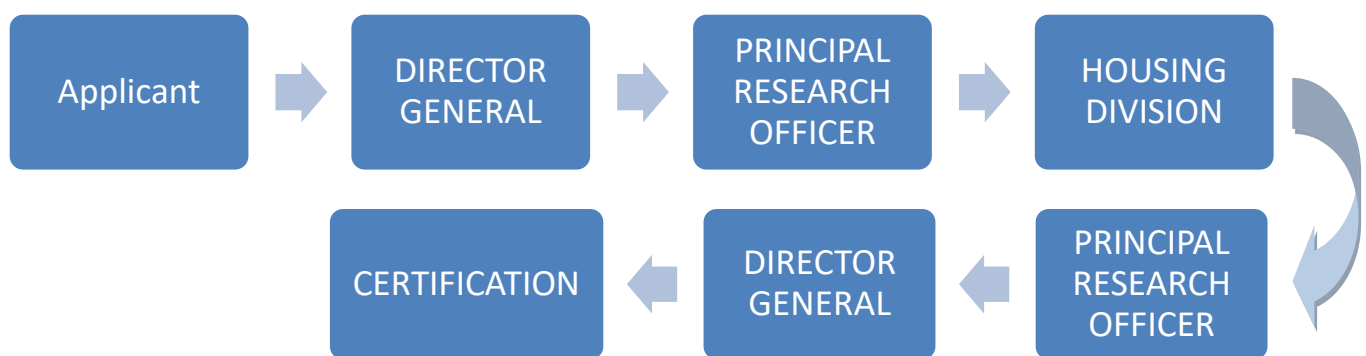 Applicant
DIRECTOR
GENERAL
PRINCIPAL
RESEARCH
OFFICER
HOUSING
DIVISION
PRINCIPAL
RESEARCH
OFFICER
DIRECTOR
GENERAL
CERTIFICATION